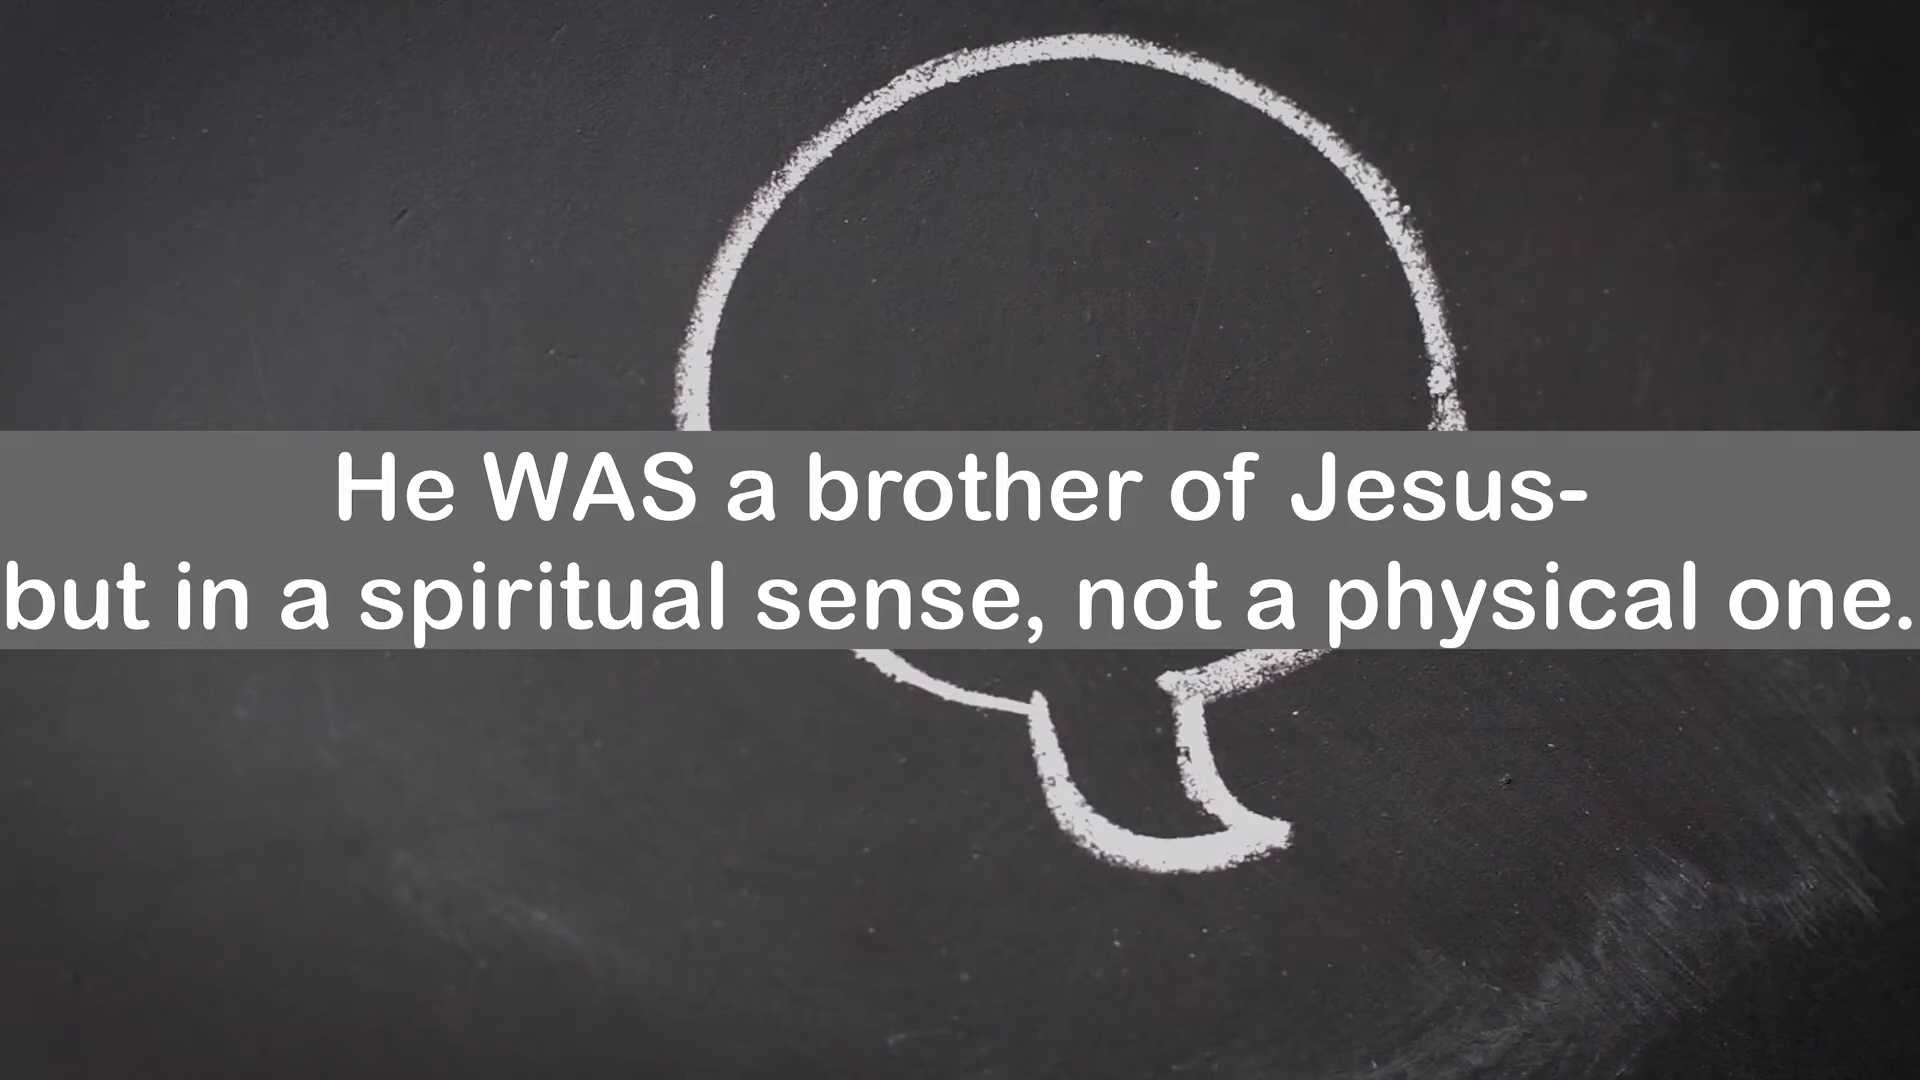 He WAS a brother of Jesus-
but in a spiritual sense, not a physical one.